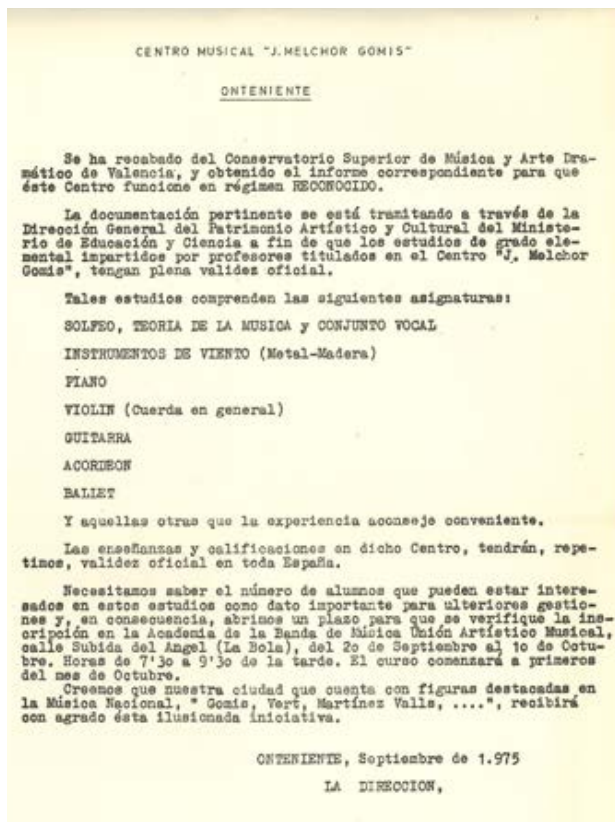 CENTRO MUSICAL "J.MELCHOR GOMIS"
ONTENIENTE
Se ha recabado del Conservatorio Superior de Música y Arte Dra-
mático de Valencia, y obtenido el informe correspondiente para que
éste Centro funcione en régimen RECONOCIDO.
La documentación pertinente se está tramitando a través de la
Dirección General del Patrimonio Artístico y Cultural del Ministe-
rio de Educación y Ciencia a fin de que los estudios de grado ele-
mental impartidos por profesores titulados en el Centro "J. Melchor
Gomis", tengan plena validez oficial.
Tales estudios comprenden las siguientes asignaturas:
SOLFEO, TEORIA DE LA MUSICA y CONJUNTO VOCAL
INSTRUMENTOS DE VIENTO (Metal-Madera)
PIANO
VIOLIN (Cuerda en general)
GUITARRA
ACORDEON
BALLET
Y aquellas otras que la experiencia aconseje conveniente.
Las enseñanzas y calificaciones en dicho Centro, tendrán, repe-
timos, validez oficial en toda España.
Necesitamos saber el número de alumnos que pueden estar intere-
sados en estos estudios como dato importante para ulteriores gestio-
nes y, en consecuencia, abrimos un plazo para que se verifique la ins-
cripción en la Academia de la Banda de Música Unión Artístico Musical,
calle Subida del Angel (La Bola), del 2o de Septiembre al 1o de Octu-
bre. Horas de 7'3o a 9'3o de la tarde. El curso comenzará a primeros
del mes de Octubre.
Creemos que nuestra ciudad que cuenta con figuras destacadas en
la Música Nacional, " Gomis, Vert, Martínez Valls, ....", recibirá
con agrado ésta ilusionada iniciativa.
ONTENIENTE, Septiembre de 1.975
LA DIRECCION,